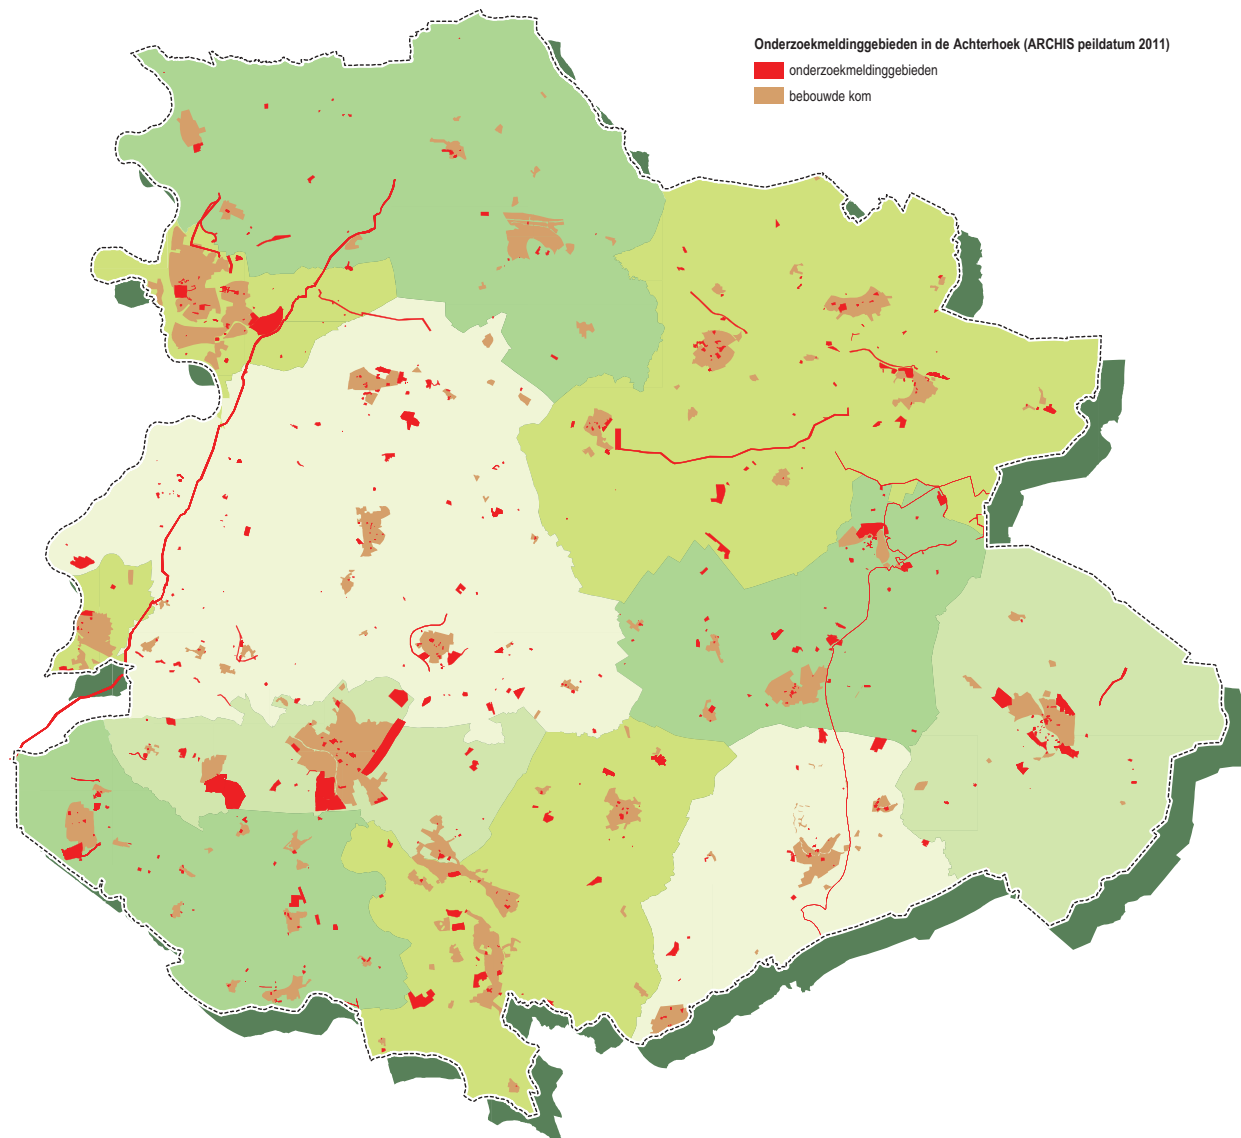 Onderzoekmeldinggebieden in de Achterhoek (ARCHIS peildatum 2011)
onderzoekmeldinggebieden
bebouwde kom